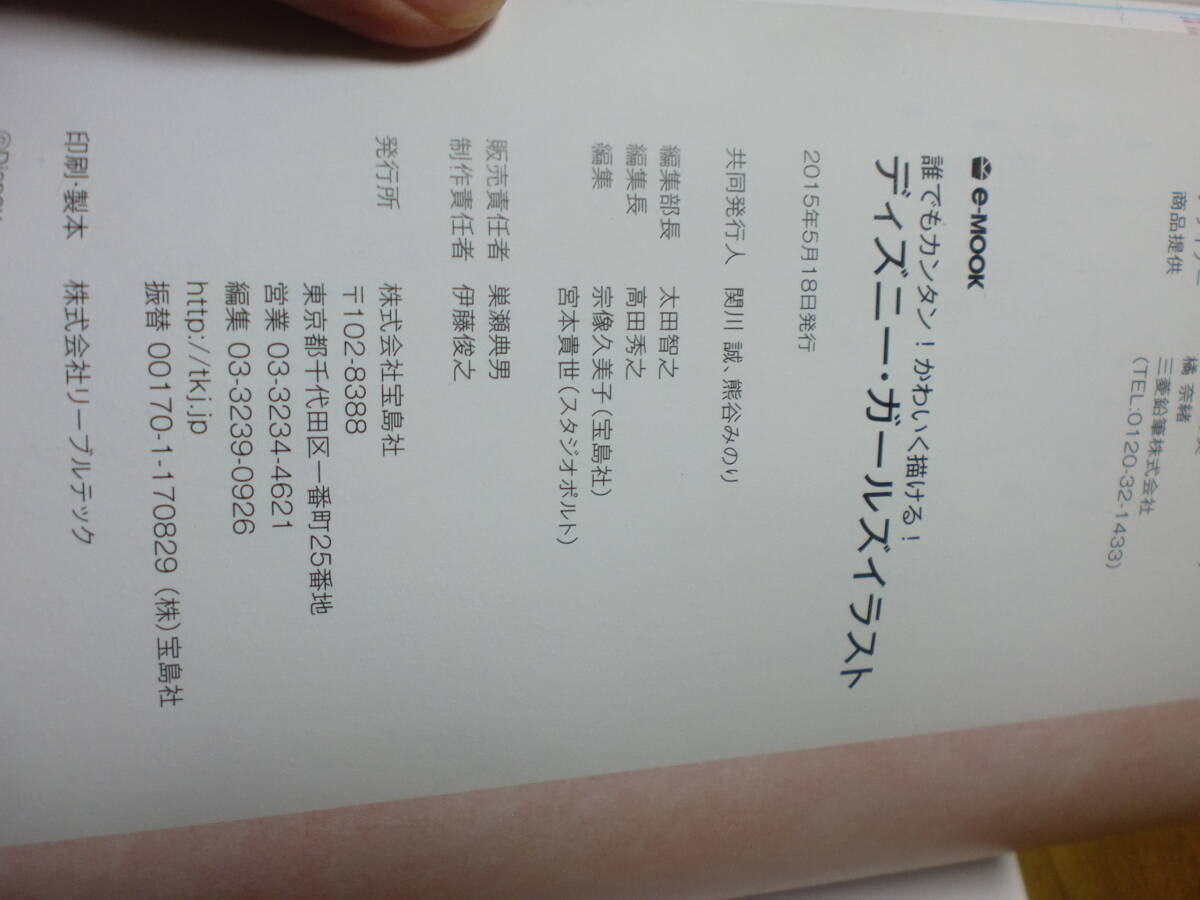 商品提供
橘 奈緒
三菱鉛筆株式会社
(TEL:0120-32-1433)
e-MOOK
誰でもカンタン！かわいく描ける！
ディズニー・ガールズイラスト
2015年5月18日発行
共同発行人 関川 誠、熊谷みのり
編集部長 太田智之
編集長 高田秀之
編集 宗像久美子（宝島社）
宮本貴世（スタジオポルト）
販売責任者 巣瀬典男
制作責任者 伊藤俊之
発行所 株式会社宝島社
〒102-8388
東京都千代田区一番町25番地
営業 03-3234-4621
編集 03-3239-0926
http://tkj.jp
振替 00170-1-170829（株）宝島社
印刷・製本 株式会社リーブルテック
©Disney